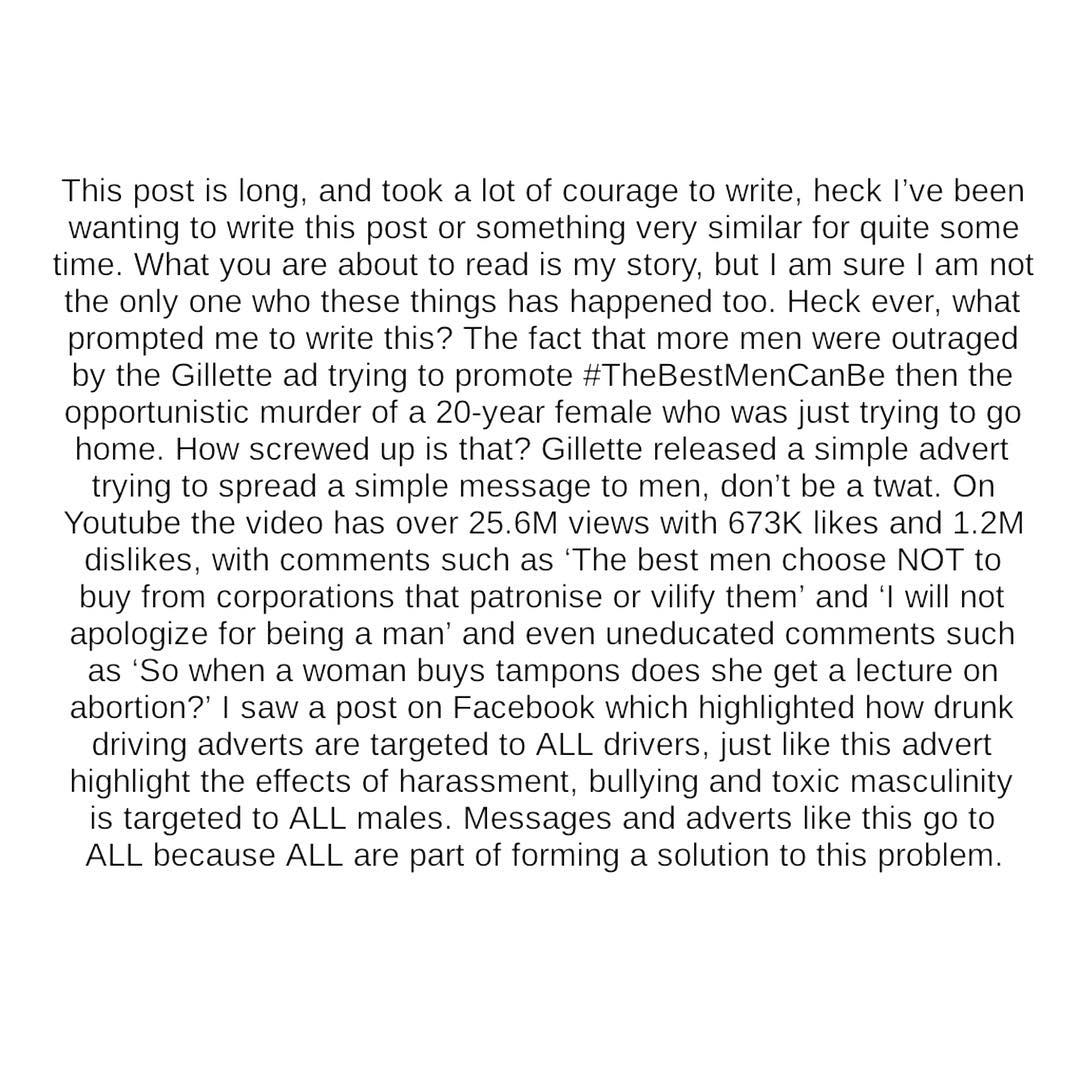 This post is long, and took a lot of courage to write, heck I’ve been
wanting to write this post or something very similar for quite some
time. What you are about to read is my story, but I am sure I am not
the only one who these things has happened too. Heck ever, what
prompted me to write this? The fact that more men were outraged
by the Gillette ad trying to promote #TheBestMenCanBe then the
opportunistic murder of a 20-year female who was just trying to go
home. How screwed up is that? Gillette released a simple advert
trying to spread a simple message to men, don’t be a twat. On
Youtube the video has over 25.6M views with 673K likes and 1.2M
dislikes, with comments such as ‘The best men choose NOT to
buy from corporations that patronise or vilify them’ and ‘I will not
apologize for being a man’ and even uneducated comments such
as ‘So when a woman buys tampons does she get a lecture on
abortion?’ I saw a post on Facebook which highlighted how drunk
driving adverts are targeted to ALL drivers, just like this advert
highlight the effects of harassment, bullying and toxic masculinity
is targeted to ALL males. Messages and adverts like this go to
ALL because ALL are part of forming a solution to this problem.